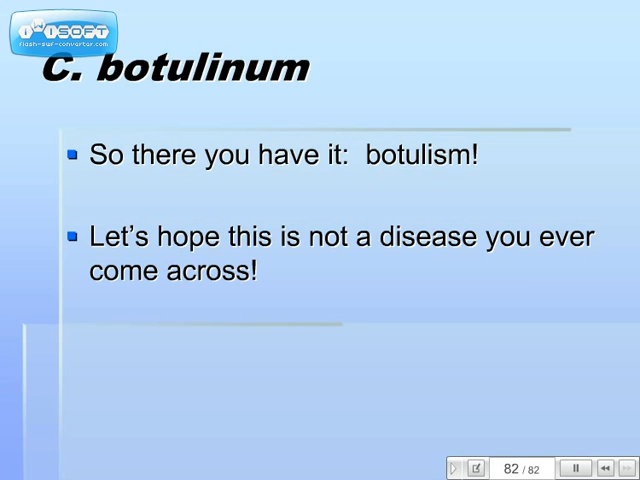 iWiSOFT
flash-swf-converter.com
C. botulinum
So there you have it:  botulism!
Let's hope this is not a disease you ever
come across!
82 / 82